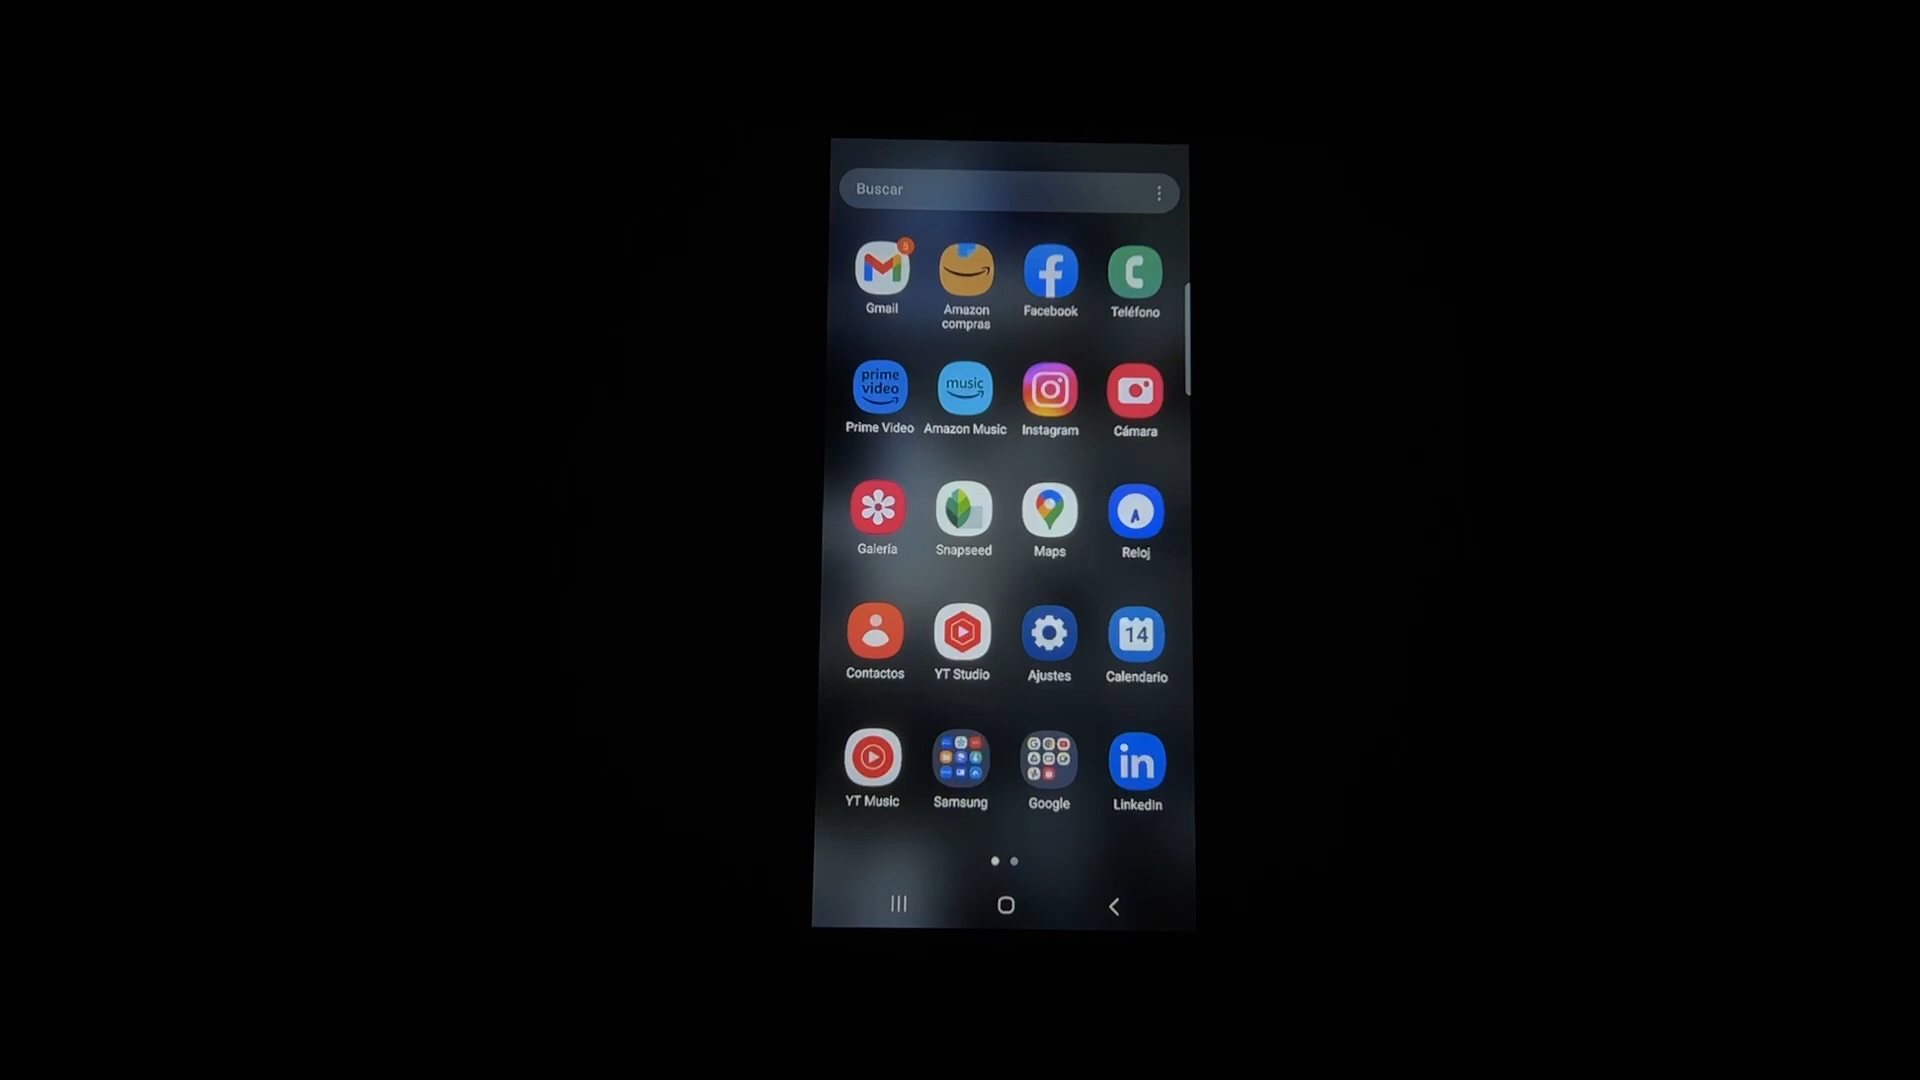 Buscar
5
Gmail
Amazon
compras
Facebook
Teléfono
prime
video
music
Prime Video
Amazon Music
Instagram
Cámara
Galería
Snapseed
Maps
Reloj
14
Contactos
YT Studio
Ajustes
Calendario
in
YT Music
Samsung
Google
LinkedIn